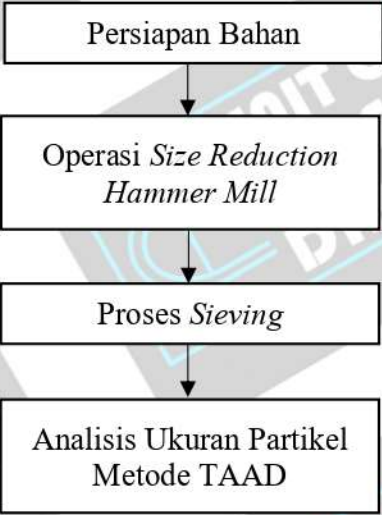 Persiapan Bahan
Operasi Size Reduction
Hammer Mill
Proses Sieving
Analisis Ukuran Partikel
Metode TAAD